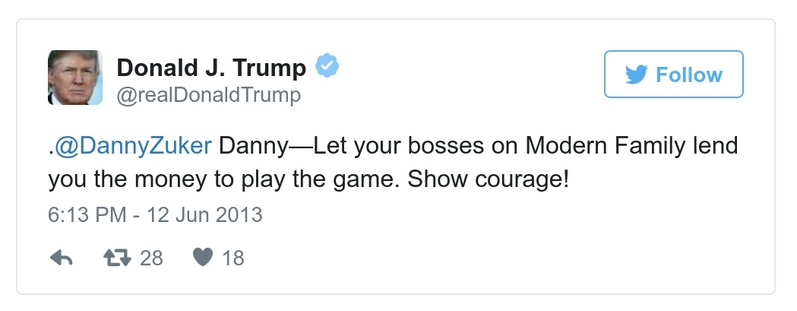 Donald J. Trump
@realDonaldTrump
Follow
.@DannyZuker Danny—Let your bosses on Modern Family lend
you the money to play the game. Show courage!
6:13 PM - 12 Jun 2013
28 18